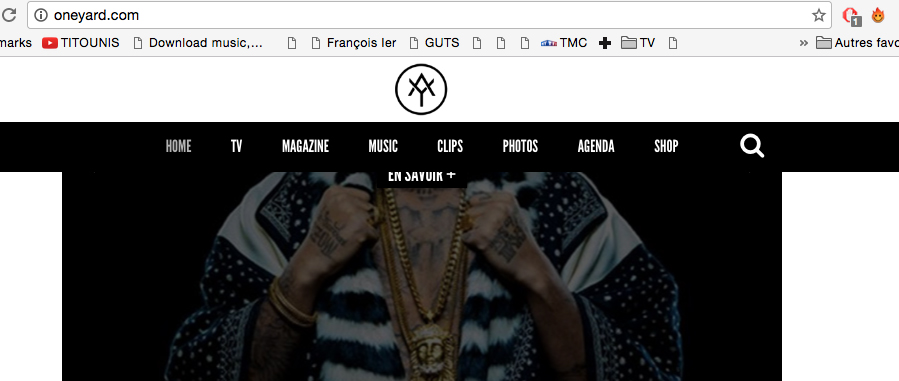 oneyard.com
marks TITOUNIS Download music,... François Ier GUTS TMC TV » Autres favo
1
HOME TV MAGAZINE MUSIC CLIPS PHOTOS AGENDA SHOP
EN SAVOIR +